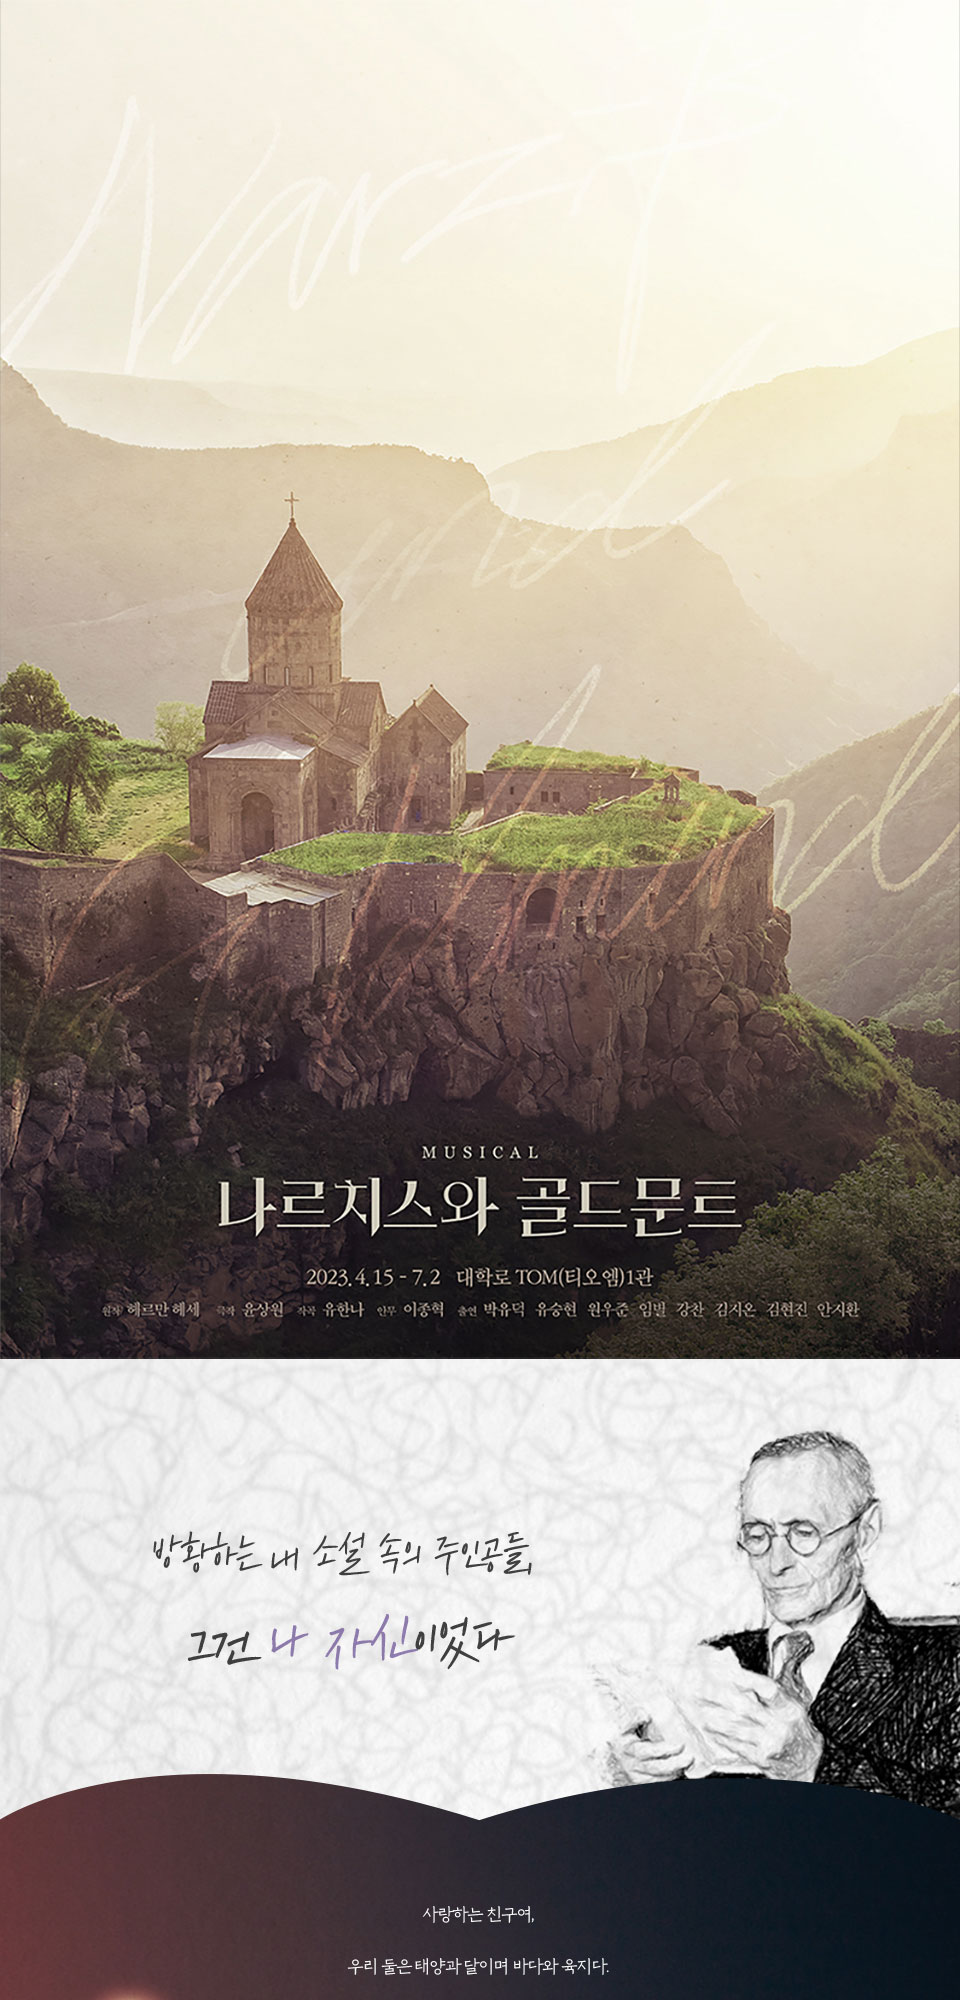 Narziß
und
Goldmund
MUSICAL
나르치스와 골드문트
2023. 4. 15 - 7. 2 대학로 TOM(티오엠)1관
원작 헤르만 헤세 극작 윤상원 작곡 유한나 안무 이종혁 출연 박유덕 유승현 원우준 임별 강찬 김지온 김현진 안지환
방황하는 내 소설 속의 주인공들,
그건 나 자신이었다
사랑하는 친구여,
우리 둘은 태양과 달이며 바다와 육지다.